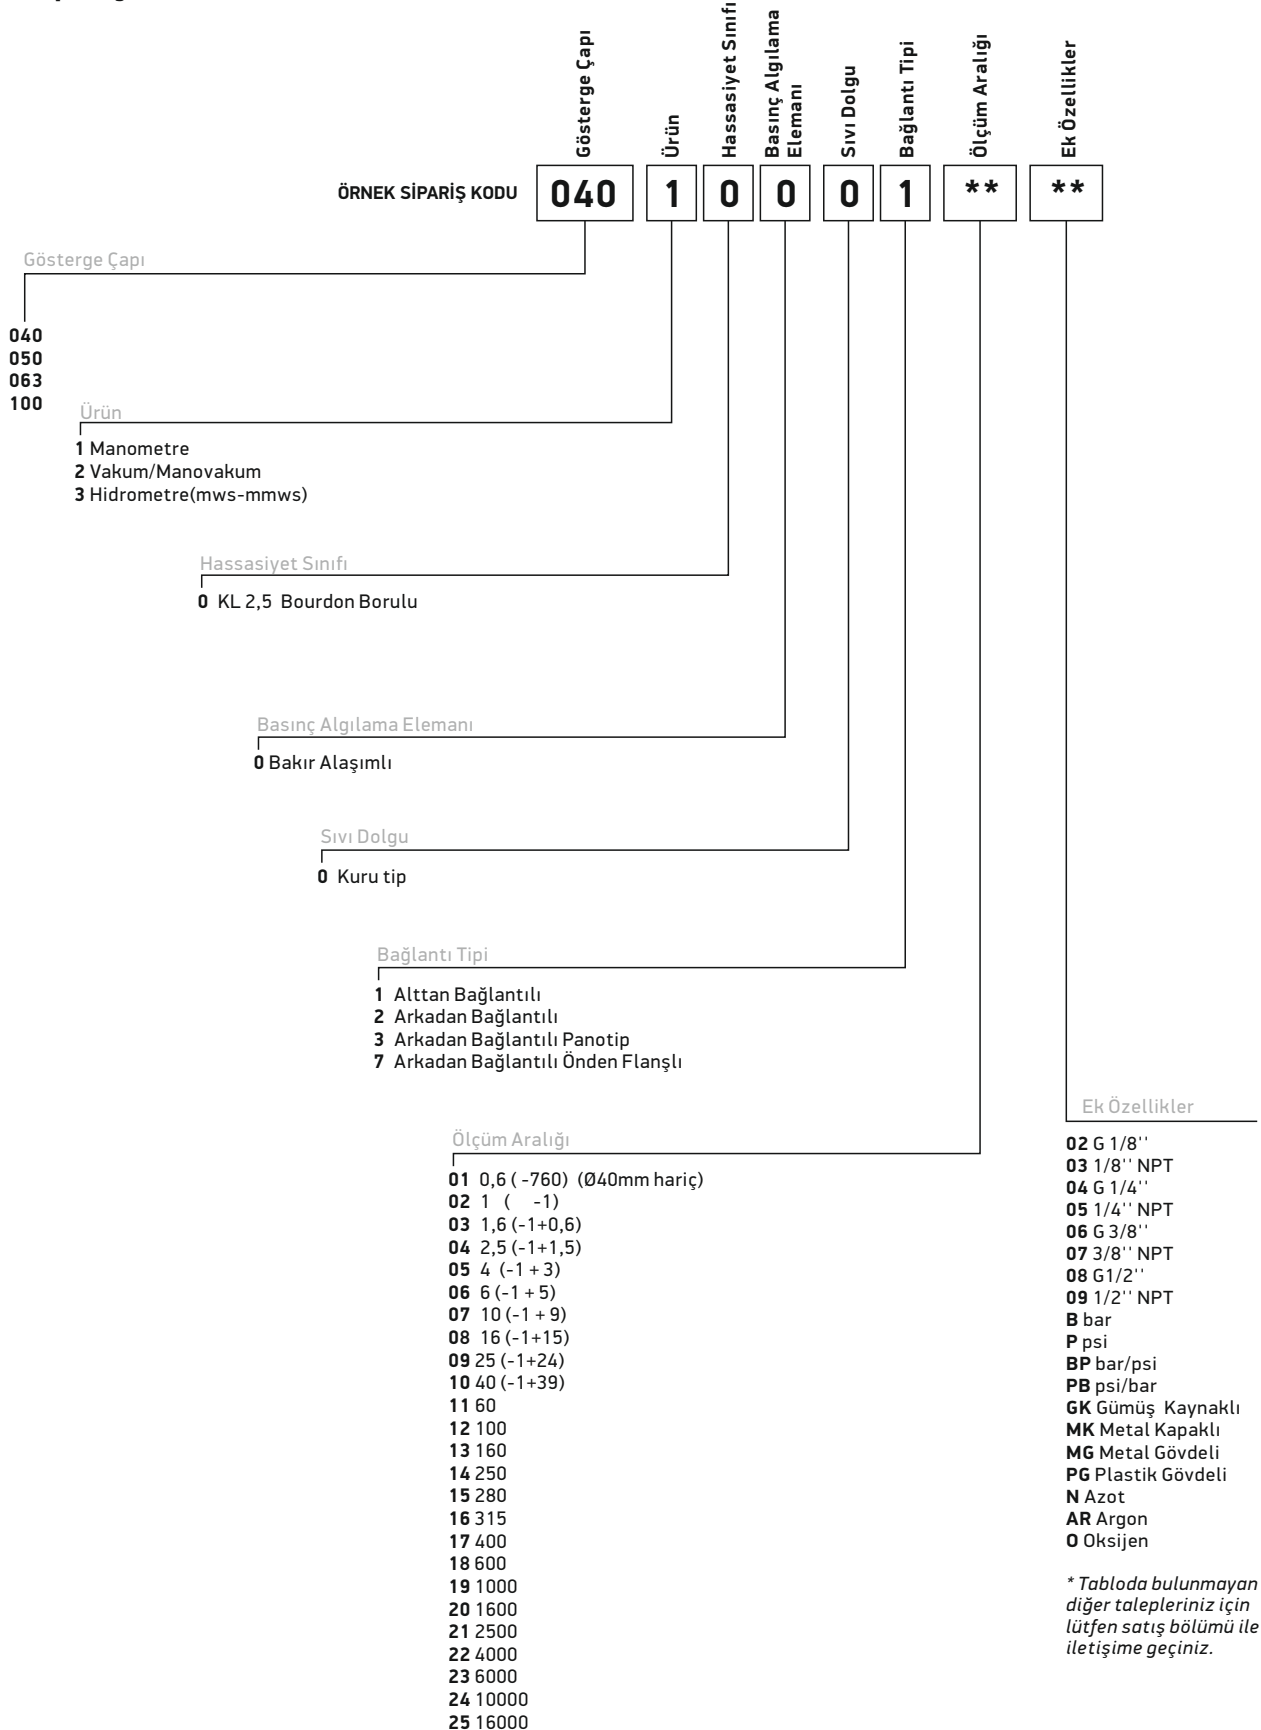 Gösterge Çapı
Ürün
Hassasiyet Sınıfı
Basınç Algılama
Elemanı
Sıvı Dolgu
Bağlantı Tipi
Ölçüm Aralığı
Ek Özellikler
ÖRNEK SİPARİŞ KODU 040 1 0 0 0 1 ** **
Gösterge Çapı
040
050
063
100
Ürün
1 Manometre
2 Vakum/Manovakum
3 Hidrometre(mws-mmws)
Hassasiyet Sınıfı
0 KL 2,5 Bourdon Borulu
Basınç Algılama Elemanı
0 Bakır Alaşımlı
Sıvı Dolgu
0 Kuru tip
Bağlantı Tipi
1 Alttan Bağlantılı
2 Arkadan Bağlantılı
3 Arkadan Bağlantılı Panotip
7 Arkadan Bağlantılı Önden Flanşlı
Ölçüm Aralığı
01 0,6 ( -760) (Ø40mm hariç)
02 1 ( -1)
03 1,6 (-1+0,6)
04 2,5 (-1+1,5)
05 4 (-1 + 3)
06 6 (-1 + 5)
07 10 (-1 + 9)
08 16 (-1+15)
09 25 (-1+24)
10 40 (-1+39)
11 60
12 100
13 160
14 250
15 280
16 315
17 400
18 600
19 1000
20 1600
21 2500
22 4000
23 6000
24 10000
25 16000
Ek Özellikler
02 G 1/8''
03 1/8'' NPT
04 G 1/4''
05 1/4'' NPT
06 G 3/8''
07 3/8'' NPT
08 G1/2''
09 1/2'' NPT
B bar
P psi
BP bar/psi
PB psi/bar
GK Gümüş Kaynaklı
MK Metal Kapaklı
MG Metal Gövdeli
PG Plastik Gövdeli
N Azot
AR Argon
O Oksijen
* Tabloda bulunmayan
diğer talepleriniz için
lütfen satış bölümü ile
iletişime geçiniz.